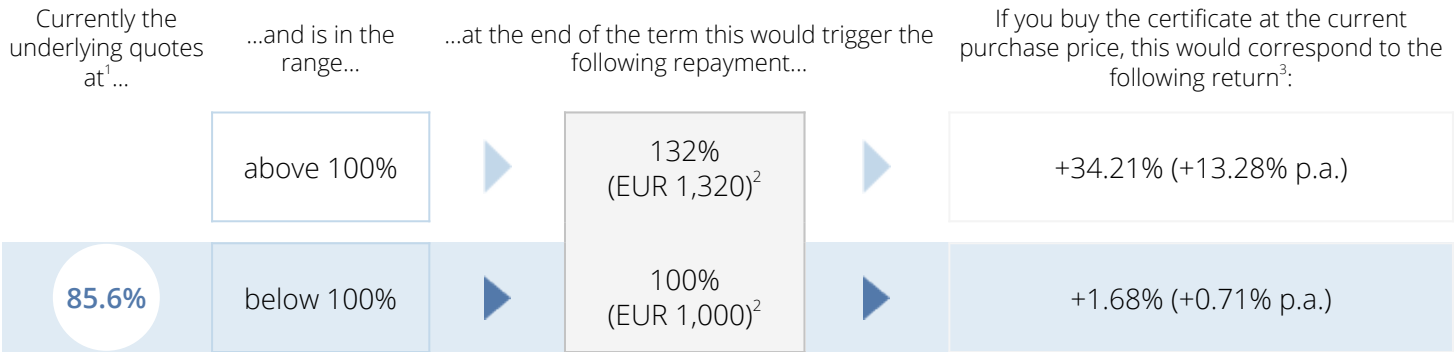 Currently the
underlying quotes
at¹...
...and is in the
range...
...at the end of the term this would trigger the
following repayment...
If you buy the certificate at the current
purchase price, this would correspond to the
following return³:
above 100%
132%
(EUR 1,320)²
+34.21% (+13.28% p.a.)
85.6%
below 100%
100%
(EUR 1,000)²
+1.68% (+0.71% p.a.)